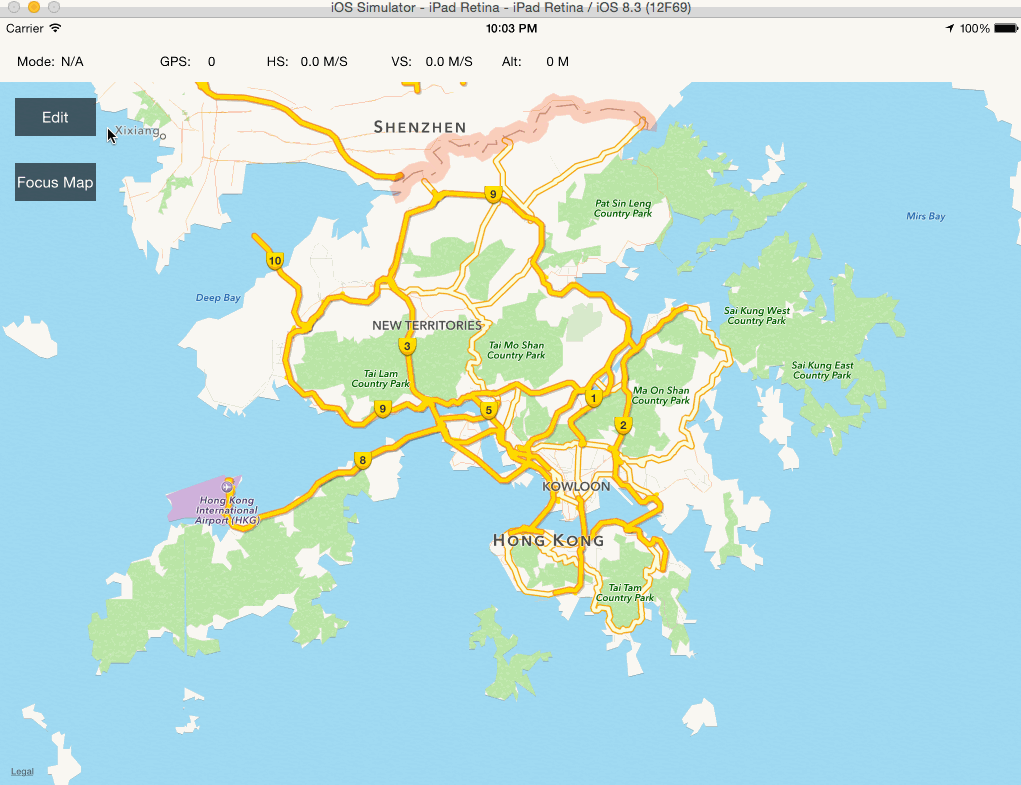 iOS Simulator - iPad Retina - iPad Retina / iOS 8.3 (12F69)
Carrier 10:03 PM 100%
Mode: N/A GPS: 0 HS: 0.0 M/S VS: 0.0 M/S Alt: 0 M
Edit
Xixiang
SHENZHEN
Focus Map
9
Pat Sin Leng
Country Park
Mirs Bay
10
Deep Bay
NEW TERRITORIES
Sai Kung West
Country Park
3
Tai Mo Shan
Country Park
Tai Lam
Country Park
Sai Kung East
Country Park
Ma On Shan
Country Park
9
5
1
2
8
KOWLOON
Hong Kong
International
Airport (HKG)
HONG KONG
Tai Tam
Country Park
Legal